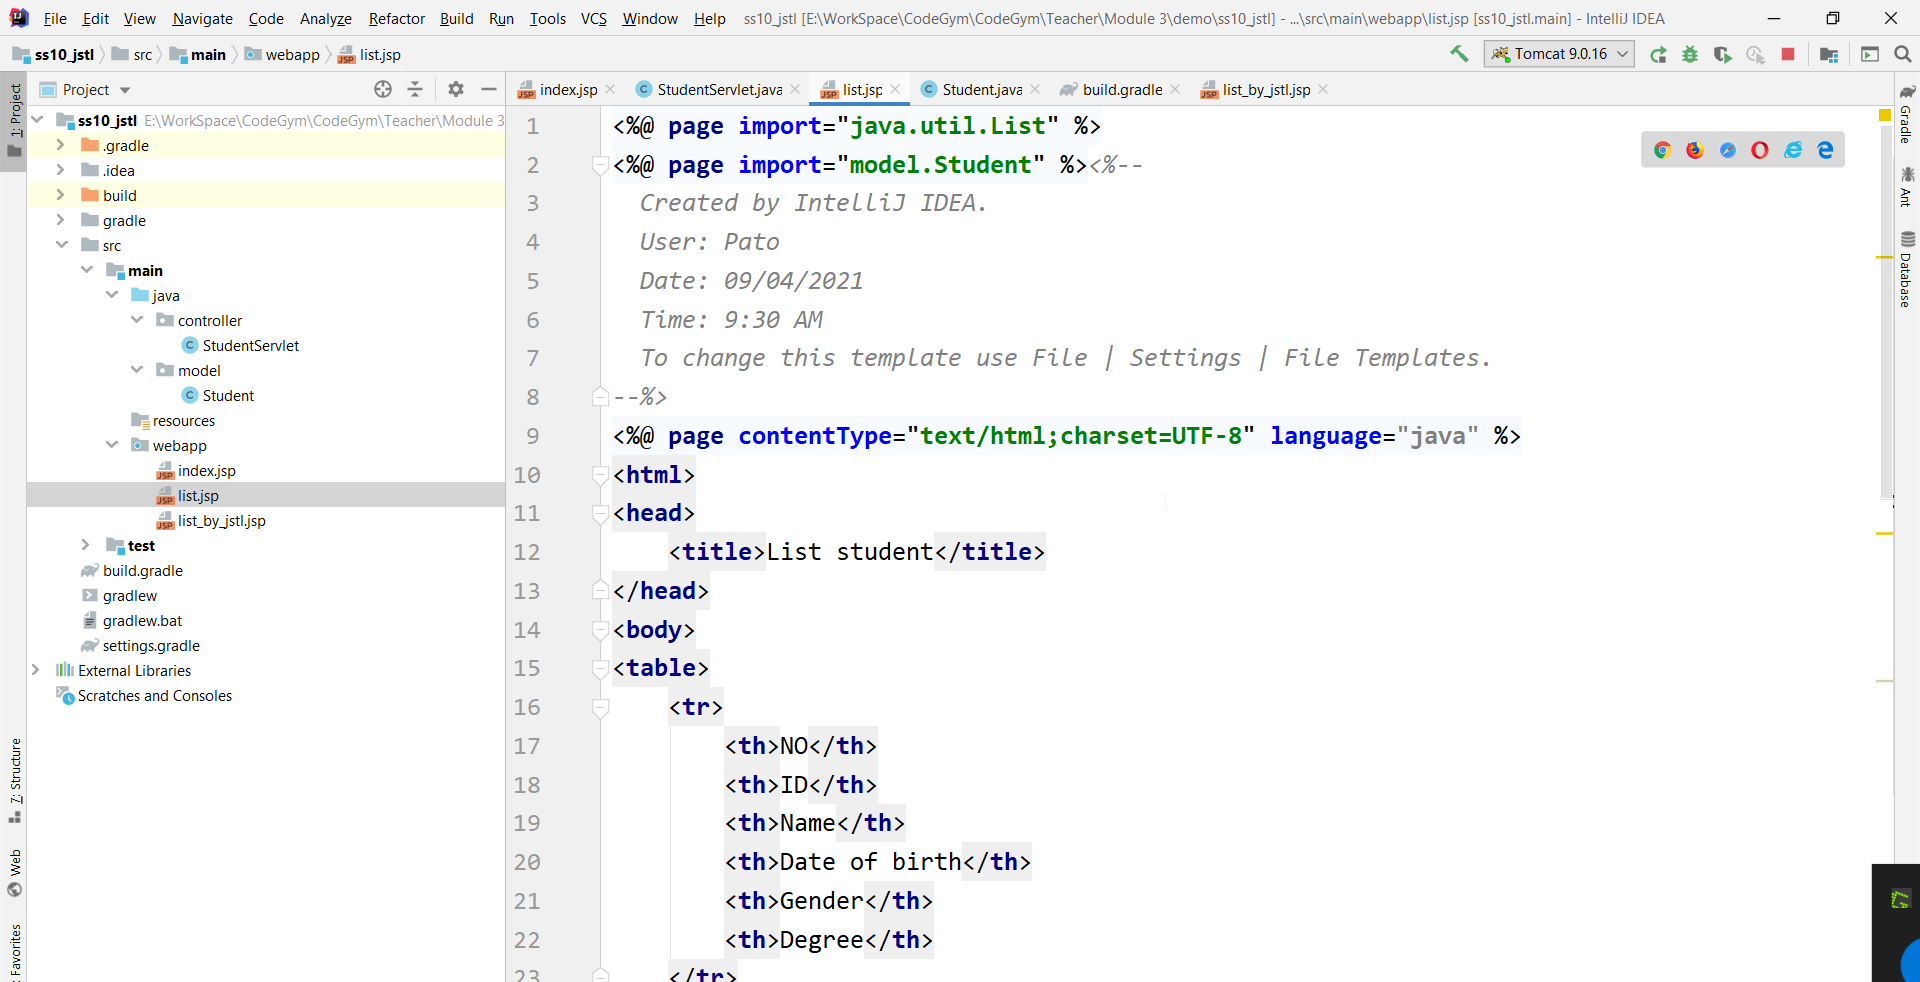 File Edit View Navigate Code Analyze Refactor Build Run Tools VCS Window Help ss10_jstl [E:\WorkSpace\CodeGym\CodeGym\Teacher\Module 3\demo\ss10_jstl] - ...\src\main\webapp\list.jsp [ss10_jstl.main] - IntelliJ IDEA
ss10_jstl src main webapp list.jsp Tomcat 9.0.16
Project index.jsp StudentServlet.java list.jsp Student.java build.gradle list_by_jstl.jsp
1: Project
7: Structure
Web
Favorites
ss10_jstl E:\WorkSpace\CodeGym\CodeGym\Teacher\Module 3
.gradle
.idea
build
gradle
src
main
java
controller
StudentServlet
model
Student
resources
webapp
index.jsp
list.jsp
list_by_jstl.jsp
test
build.gradle
gradlew
gradlew.bat
settings.gradle
External Libraries
Scratches and Consoles
1 <%@ page import="java.util.List" %>
2 <%@ page import="model.Student" %><%--
3 Created by IntelliJ IDEA.
4 User: Pato
5 Date: 09/04/2021
6 Time: 9:30 AM
7 To change this template use File | Settings | File Templates.
8 --%>
9 <%@ page contentType="text/html;charset=UTF-8" language="java" %>
10 <html>
11 <head>
12 <title>List student</title>
13 </head>
14 <body>
15 <table>
16 <tr>
17 <th>NO</th>
18 <th>ID</th>
19 <th>Name</th>
20 <th>Date of birth</th>
21 <th>Gender</th>
22 <th>Degree</th>
23 </tr>
Gradle
Ant
Database